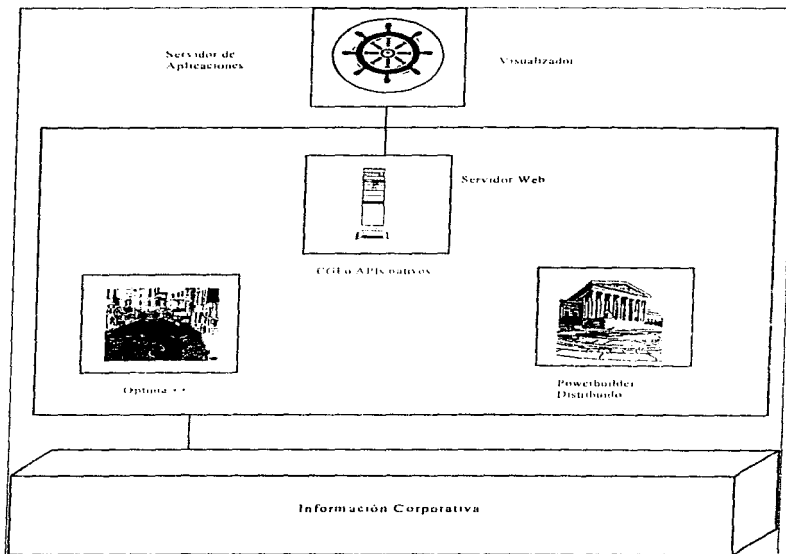 Servidor de
Aplicaciones
Visualizador
Servidor Web
CGI o APIs nativos
Optima ++
Powerbuilder
Distribuido
Información Corporativa